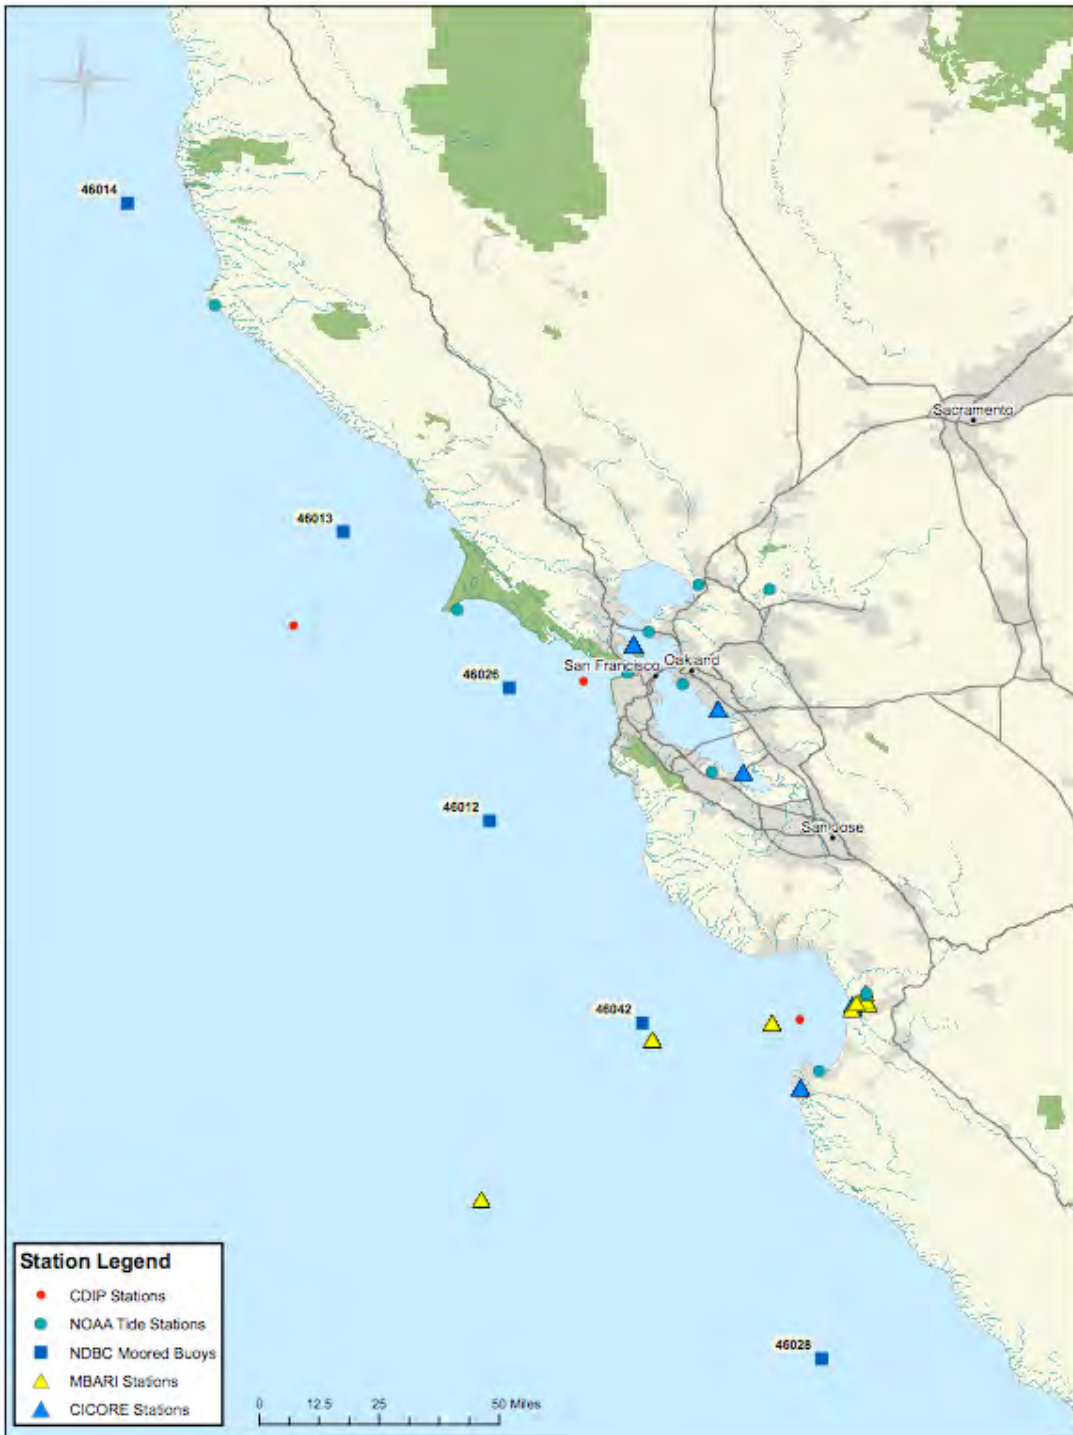 46014
Sacramento
46013
San Francisco
Oakland
46026
46012
San Jose
46042
Station Legend
CDIP Stations
NOAA Tide Stations
NDBC Moored Buoys
MBARI Stations
CICORE Stations
46028
0 12.5 25 50 Miles